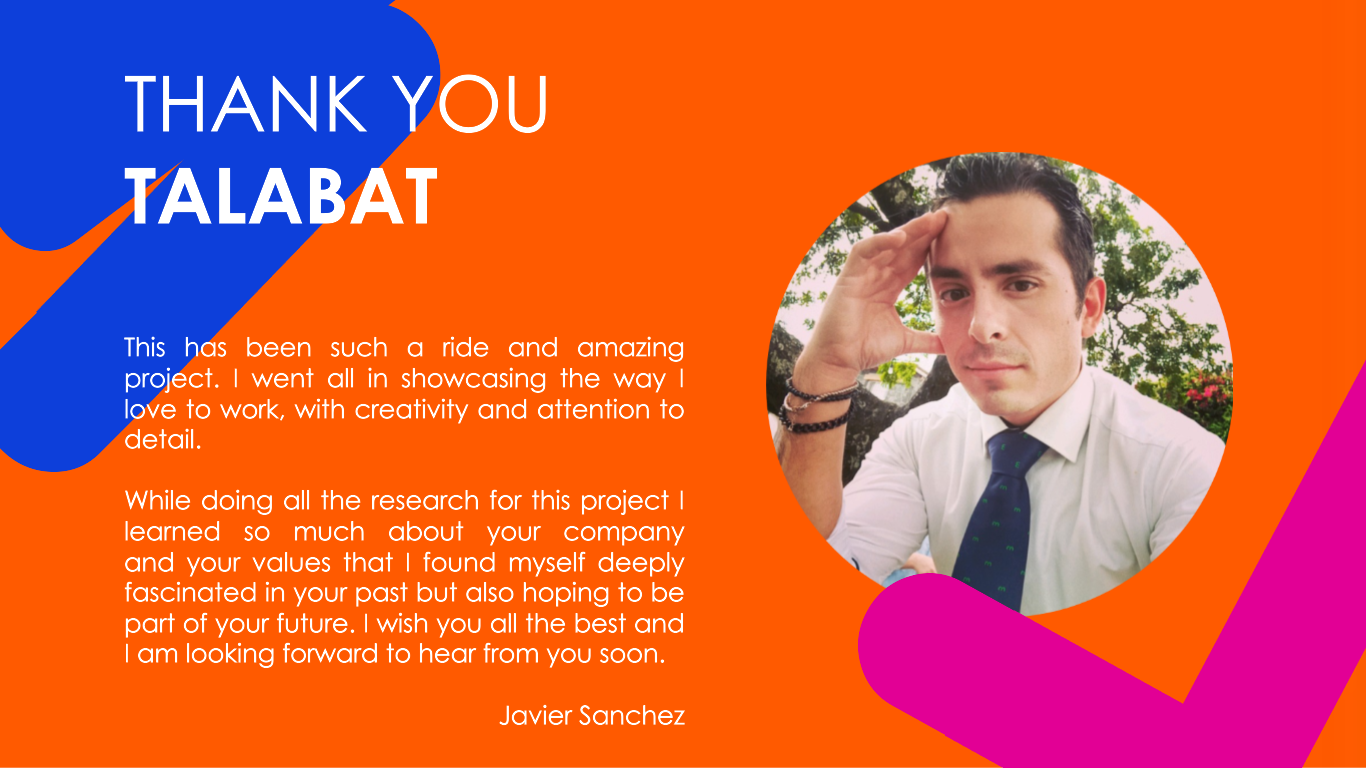 THANK YOU
TALABAT
This has been such a ride and amazing
project. I went all in showcasing the way I
love to work, with creativity and attention to
detail.
While doing all the research for this project I
learned so much about your company
and your values that I found myself deeply
fascinated in your past but also hoping to be
part of your future. I wish you all the best and
I am looking forward to hear from you soon.
Javier Sanchez